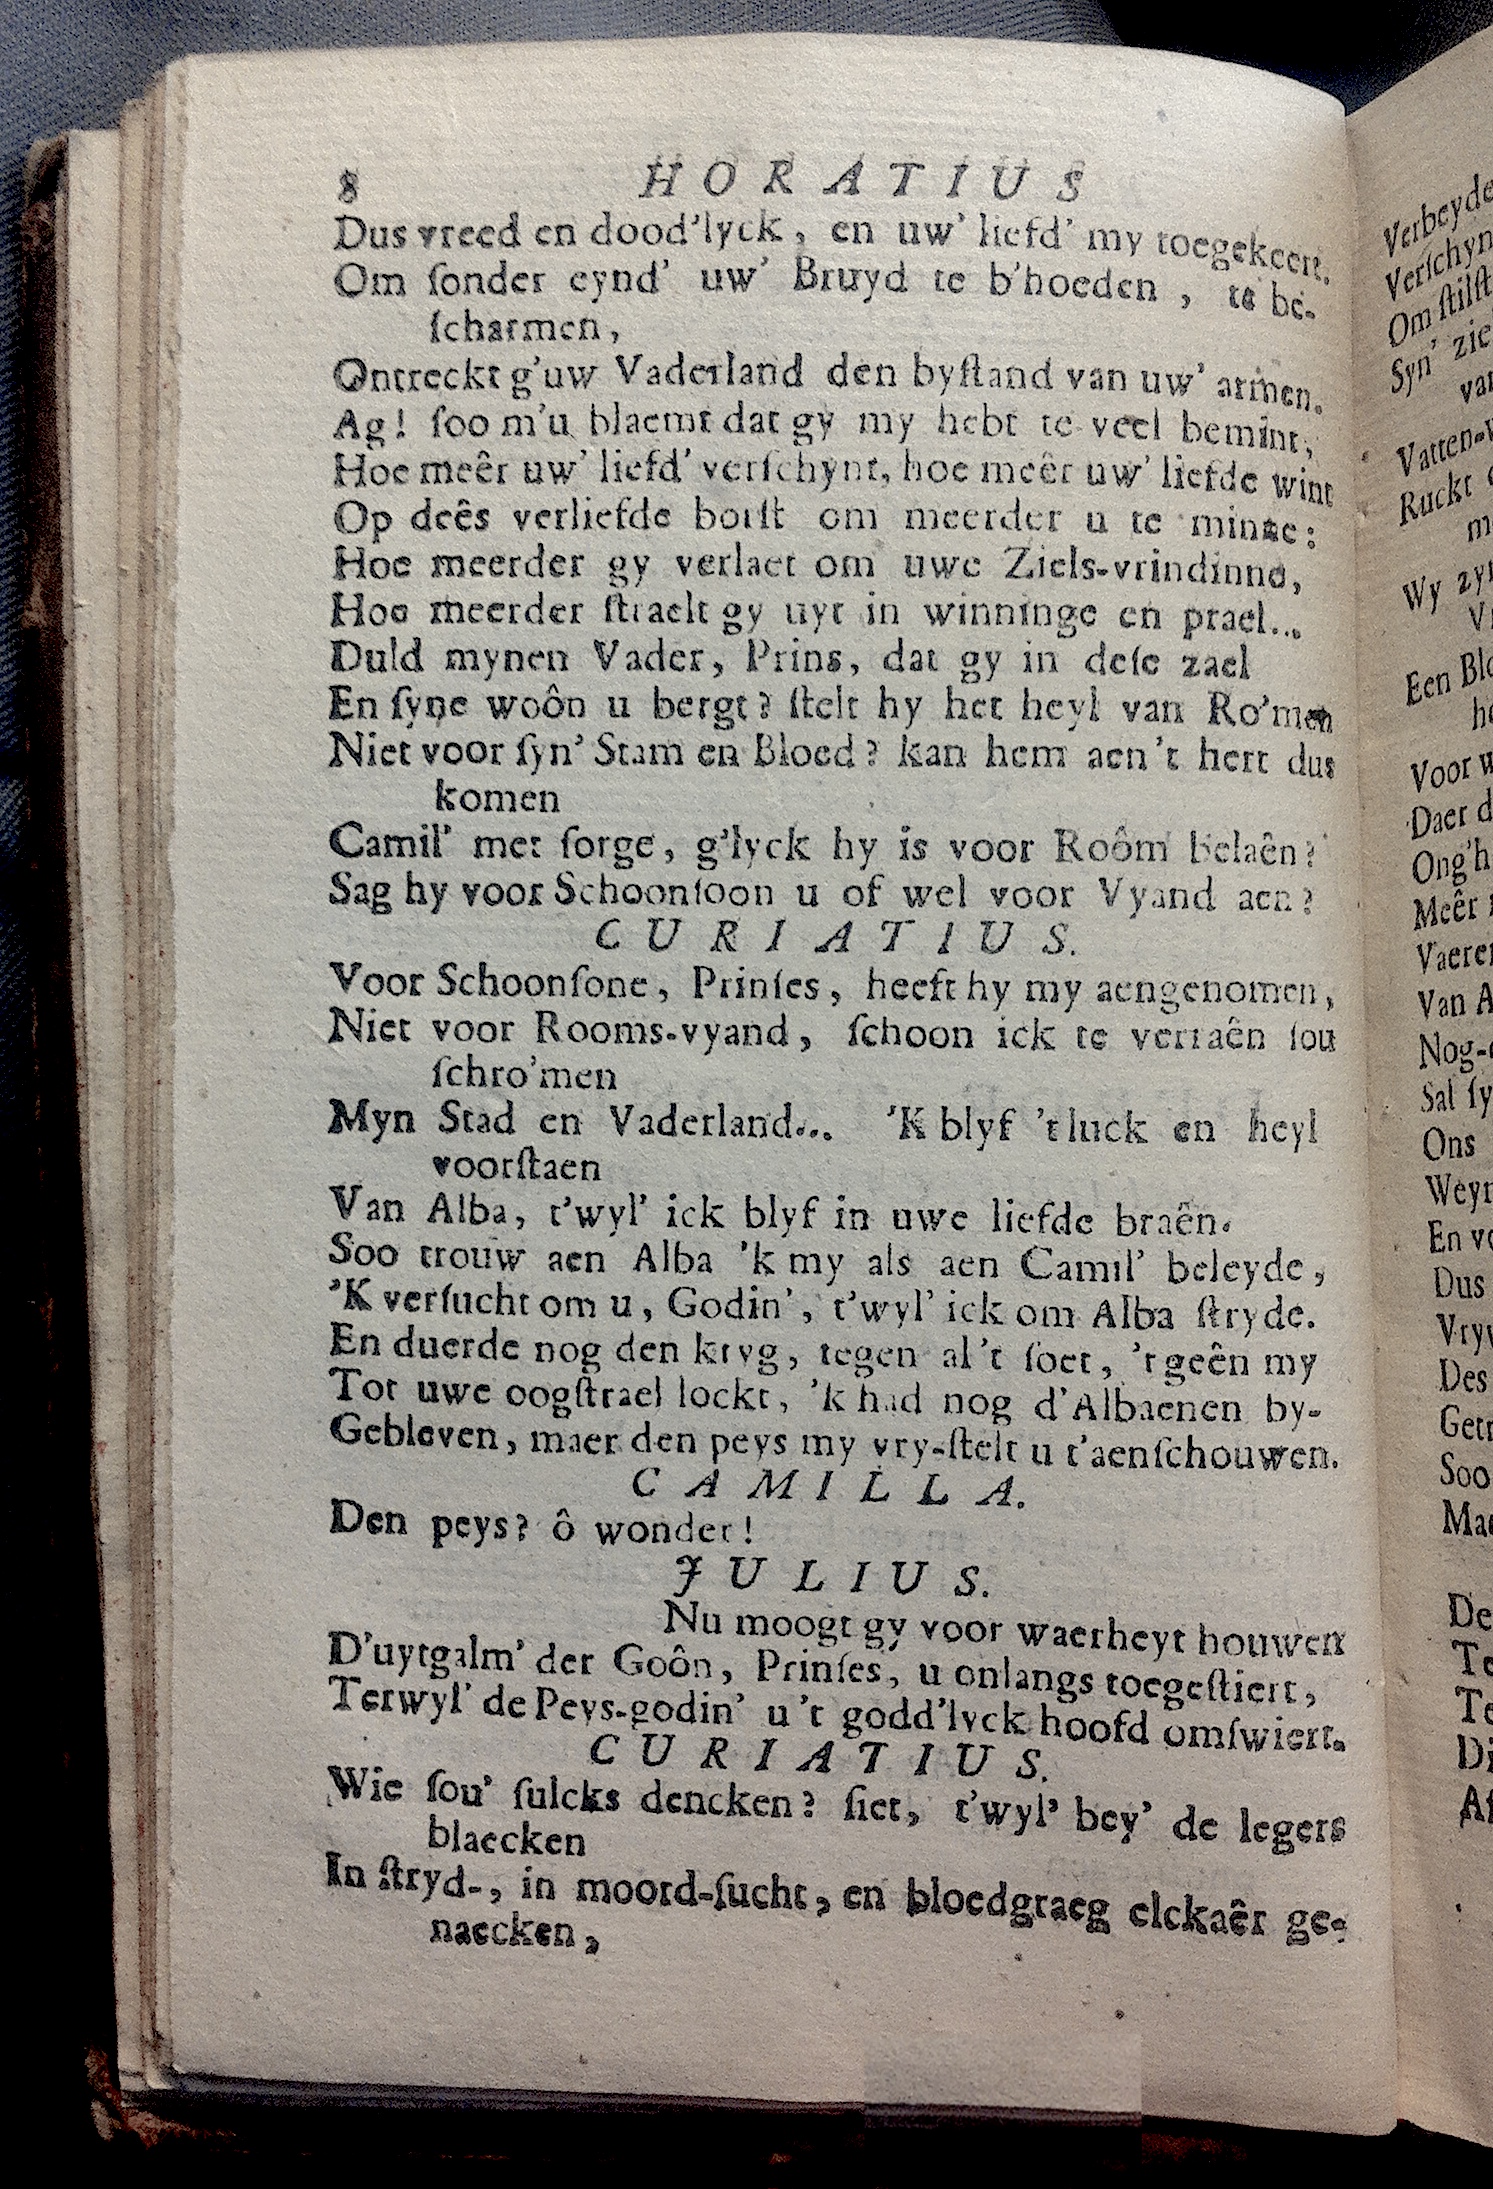 8 HORATIUS
Dus vreed en dood'lyck, en uw' liefd' my toegekeert.
Om ſonder eynd' uw' Bruyd te b'hoeden, te be-
ſcharmen,
Ontreckt g'uw Vaderland den byſtand van uw' armen.
Ag! ſoo m'u blaemt dat gy my hebt te veel bemint,
Hoe meêr uw' liefd' verſchynt, hoe meêr uw' liefde wint
Op deês verliefde borſt om meerder u te minne:
Hoe meerder gy verlaet om uwe Ziels-vrindinne,
Hoe meerder ſtraelt gy uyt in winninge en prael...
Duld mynen Vader, Prins, dat gy in deſe zael
En ſyne woôn u bergt? ſtelt hy het heyl van Ro'men
Niet voor ſyn' Stam en Bloed? kan hem aen 't hert dus
komen
Camil' met ſorge, g'lyck hy is voor Roôm belaên?
Sag hy voor Schoonſoon u of wel voor Vyand aen?
CURIATIUS.
Voor Schoonſone, Prinſes, heeft hy my aengenomen,
Niet voor Rooms-vyand, ſchoon ick te verraên ſou
ſchro'men
Myn Stad en Vaderland... 'K blyf 't luck en heyl
voorſtaen
Van Alba, t'wyl' ick blyf in uwe liefde braên.
Soo trouw aen Alba 'k my als aen Camil' beleyde,
'K verſucht om u, Godin', t'wyl' ick om Alba ſtryde.
En duerde nog den kryg, tegen al 't ſoet, 't geên my
Tot uwe oogſtrael lockt, 'k had nog d'Albaenen by-
Gebleven, maer den peys my vry-ſtelt u t'aenſchouwen.
CAMILLA.
Den peys? ô wonder!
JULIUS.
Nu moogt gy voor waerheyt houwen
D'uytgalm' der Goôn, Prinſes, u onlangs toegeſtiert,
Terwyl' de Peys-godin' u 't godd'lyck hoofd omſwiert.
CURIATIUS.
Wie ſou' ſulcks dencken? ſiet, t'wyl' bey' de legers
blaecken
In ſtryd-, in moord-ſucht, en bloedgraeg elckaêr ge-
naecken,
Verbeyde
Verſchyn
Om ſtilſt
Syn' zie
van
Vatten-
Ruckt
Wy zy
Een Blo
Voor
Daer d
Ong'h
Meêr
Vaere
Van A
Nog-
Sal ſy
Ons
Wey
En v
Dus
Vry
Des
Get
Soo
Ma
De
Te
Te
Di